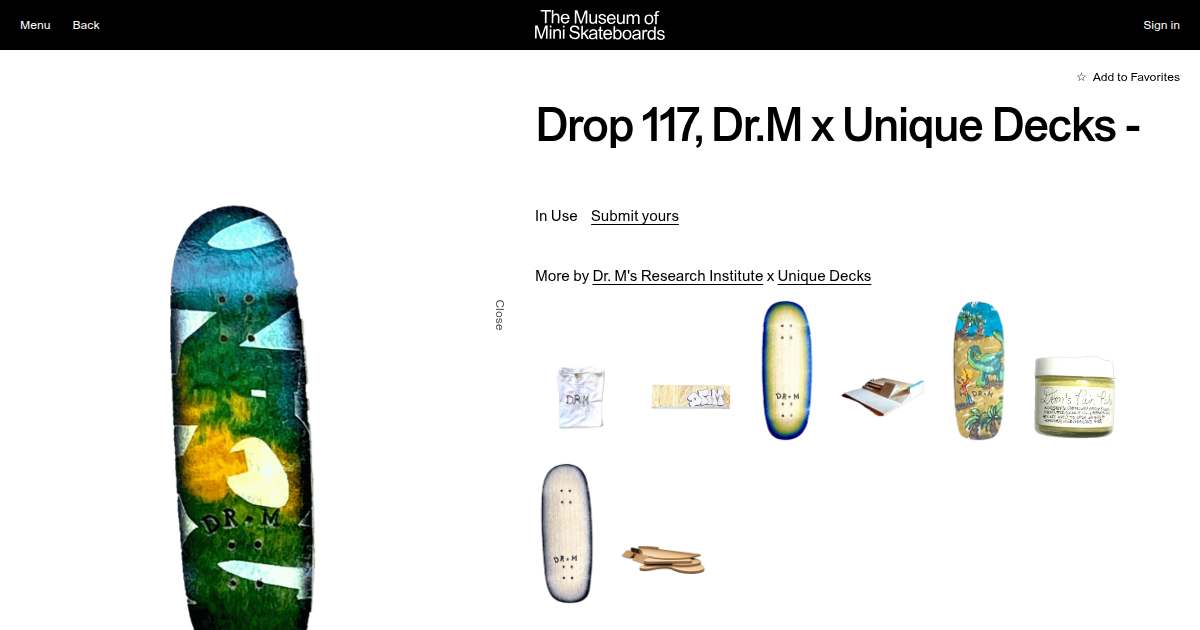 Menu
Back
The Museum of
Mini Skateboards
Sign in
☆ Add to Favorites
Drop 117, Dr.M x Unique Decks -
In Use Submit yours
More by Dr. M's Research Institute x Unique Decks
Close
DR•M
DR•M
DR•M
DR•M
DR•M